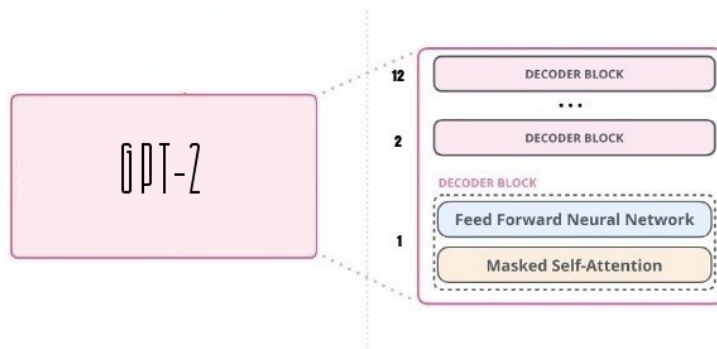 GPT-2
12
DECODER BLOCK
...
2
DECODER BLOCK
DECODER BLOCK
1
Feed Forward Neural Network
Masked Self-Attention